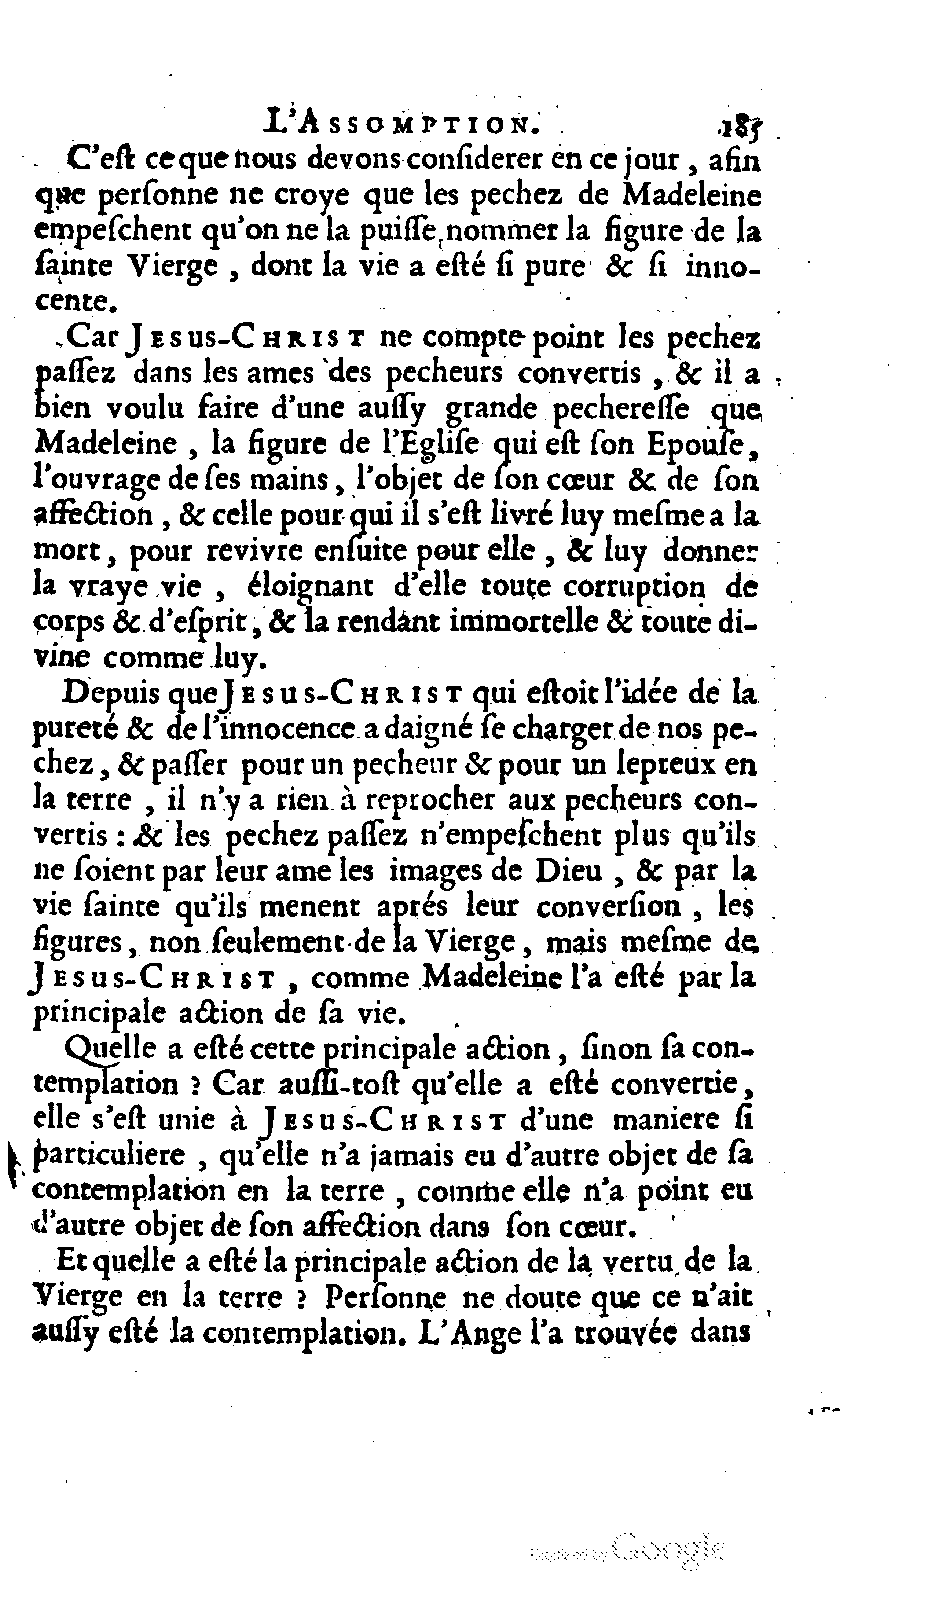 L'ASSOMPTION. 185
C'eſt ce que nous devons conſiderer en ce jour, afin
que perſonne ne croye que les pechez de Madeleine
empeſchent qu'on ne la puiſſe nommer la figure de la
ſainte Vierge, dont la vie a eſté ſi pure & ſi inno-
cente.
Car JESUS-CHRIST ne compte point les pechez
paſſez dans les ames des pecheurs convertis, & il a
bien voulu faire d'une auſſy grande pechereſſe que
Madeleine, la figure de l'Egliſe qui eſt ſon Epouſe,
l'ouvrage de ſes mains, l'objet de ſon cœur & de ſon
affection, & celle pour qui il s'eſt livré luy meſme a la
mort, pour revivre enſuite pour elle, & luy donner
la vraye vie, éloignant d'elle toute corruption de
corps & d'eſprit, & la rendant immortelle & toute di-
vine comme luy.
Depuis que JESUS-CHRIST qui eſtoit l'idée de la
pureté & de l'innocence a daigné ſe charger de nos pe-
chez, & paſſer pour un pecheur & pour un lepreux en
la terre, il n'y a rien à reprocher aux pecheurs con-
vertis : & les pechez paſſez n'empeſchent plus qu'ils
ne ſoient par leur ame les images de Dieu, & par la
vie ſainte qu'ils menent aprés leur converſion, les
figures, non ſeulement de la Vierge, mais meſme de
JESUS-CHRIST, comme Madeleine l'a eſté par la
principale action de ſa vie.
Quelle a eſté cette principale action, ſinon ſa con-
templation ? Car auſſi-toſt qu'elle a eſté convertie,
elle s'eſt unie à JESUS-CHRIST d'une maniere ſi
particuliere, qu'elle n'a jamais eu d'autre objet de ſa
contemplation en la terre, comme elle n'a point eu
d'autre objet de ſon affection dans ſon cœur.
Et quelle a eſté la principale action de la vertu de la
Vierge en la terre ? Perſonne ne doute que ce n'ait
auſſy eſté la contemplation. L'Ange l'a trouvée dans
Google